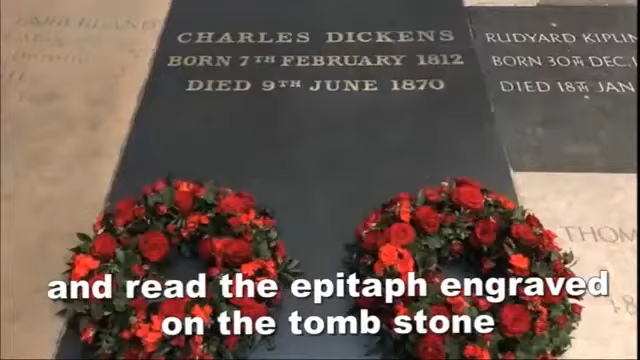 CHARLES DICKENS
BORN 7TH FEBRUARY 1812
DIED 9TH JUNE 1870
RUDYARD
BORN 30TH DEC.
DIED 18TH JAN
and read the epitaph engraved
on the tomb stone